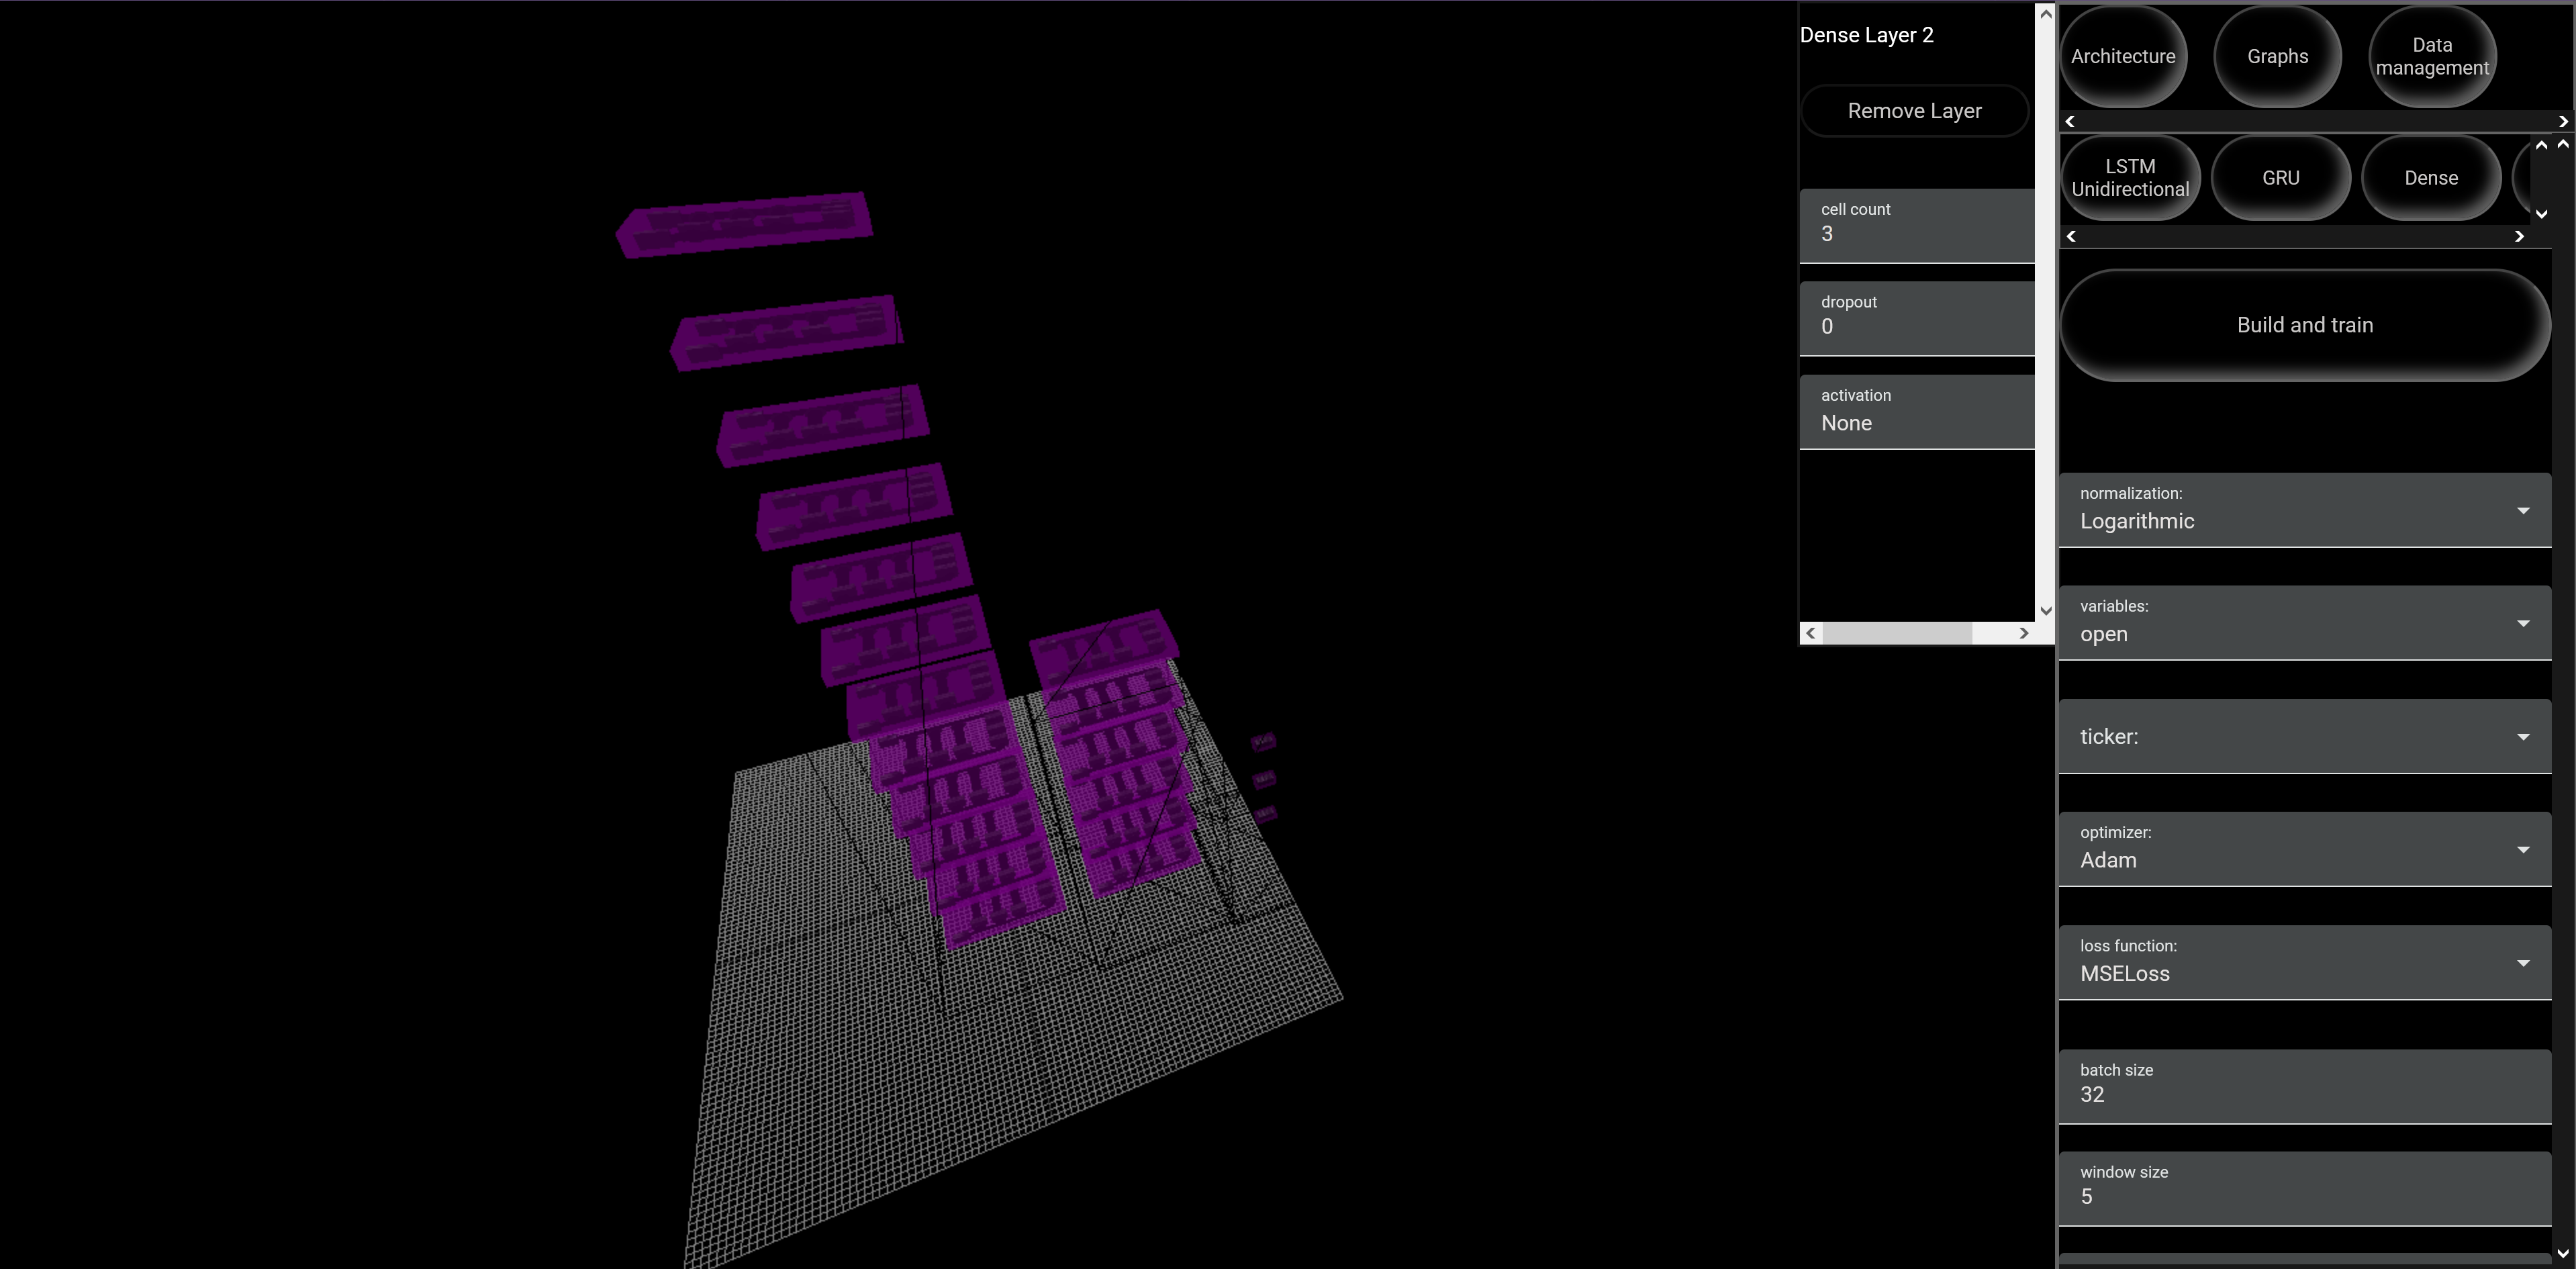 Dense Layer 2
Remove Layer
cell count
3
dropout
0
activation
None
Architecture
Graphs
Data
management
LSTM
Unidirectional
GRU
Dense
Build and train
normalization:
Logarithmic
variables:
open
ticker:
optimizer:
Adam
loss function:
MSELoss
batch size
32
window size
5